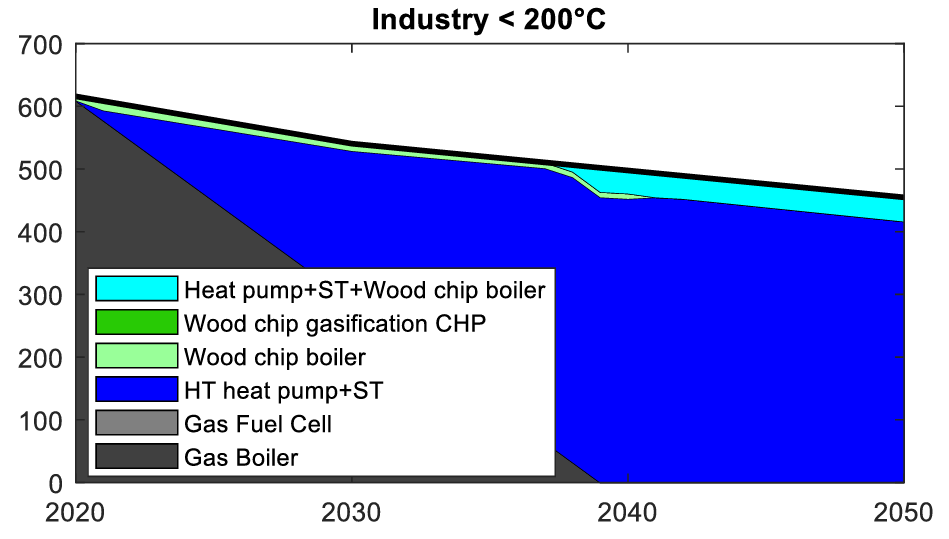 Industry < 200°C
700
600
500
400
300
200
100
0
Heat pump+ST+Wood chip boiler
Wood chip gasification CHP
Wood chip boiler
HT heat pump+ST
Gas Fuel Cell
Gas Boiler
2020 2030 2040 2050